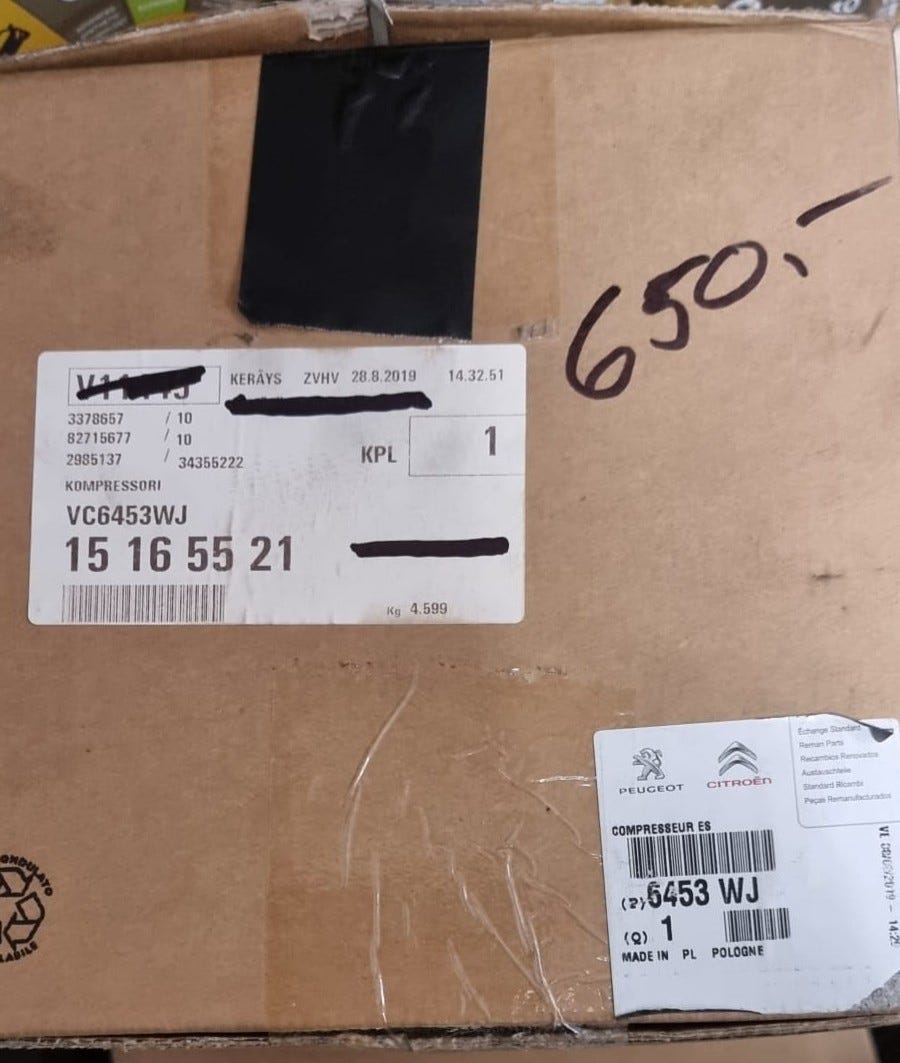 650,-
KERÄYS ZVHV 28.8.2019 14.32.51
3378657 / 10
82715677 / 10
2985137 / 34355222
KPL 1
KOMPRESSORI
VC6453WJ
15 16 55 21
Kg 4.599
PEUGEOT CITROËN
Echange Standard
Reman Parts
Recambios Renovados
Austauschteile
Standard Ricambi
Peças Remanufacturados
COMPRESSEUR ES
(P) 6453 WJ
(Q) 1
MADE IN PL POLOGNE